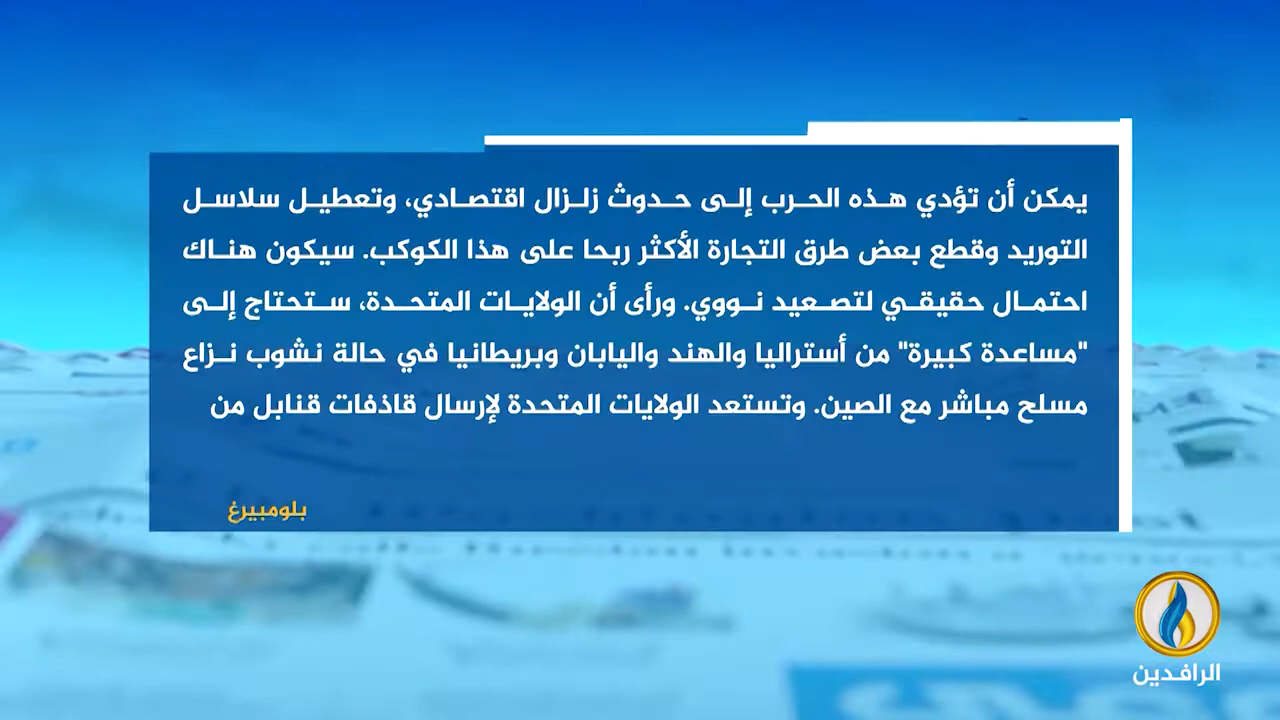 يمكن أن تؤدي هذه الحرب إلى حدوث زلزال اقتصادي، وتعطيل سلاسل
التوريد وقطع بعض طرق التجارة الأكثر ربحا على هذا الكوكب. سيكون هناك
احتمال حقيقي لتصعيد نووي. ورأى أن الولايات المتحدة، ستحتاج إلى
"مساعدة كبيرة" من أستراليا والهند واليابان وبريطانيا في حالة نشوب نزاع
مسلح مباشر مع الصين. وتستعد الولايات المتحدة لإرسال قاذفات قنابل من
بلومبيرغ
الرافدين